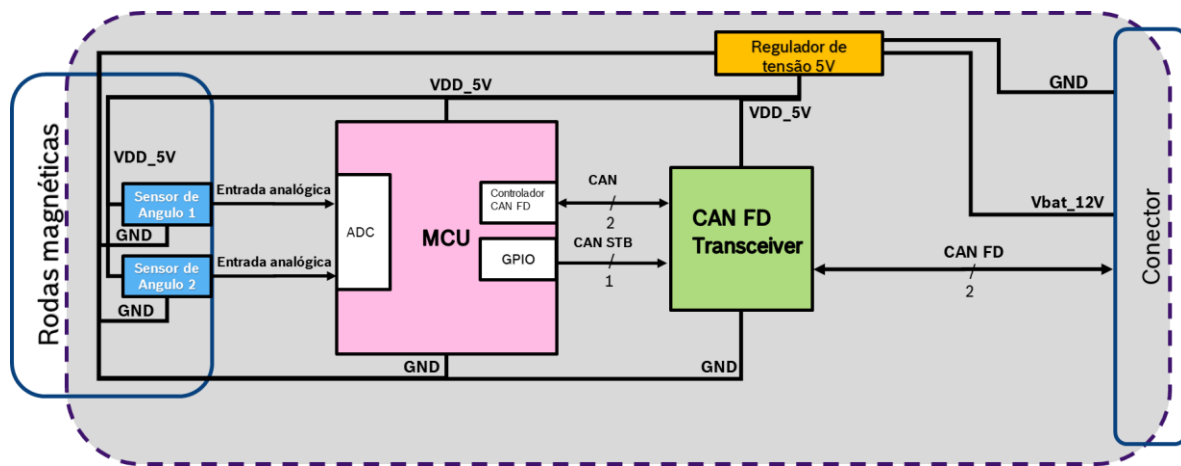 Regulador de
tensão 5V
GND
VDD_5V
VDD_5V
Rodas magnéticas
VDD_5V
Sensor de
Angulo 1
Entrada analógica
GND
Sensor de
Angulo 2
Entrada analógica
GND
ADC
MCU
Controlador
CAN FD
GPIO
CAN
2
CAN STB
1
CAN FD
Transceiver
GND
GND
Vbat_12V
CAN FD
2
Conector